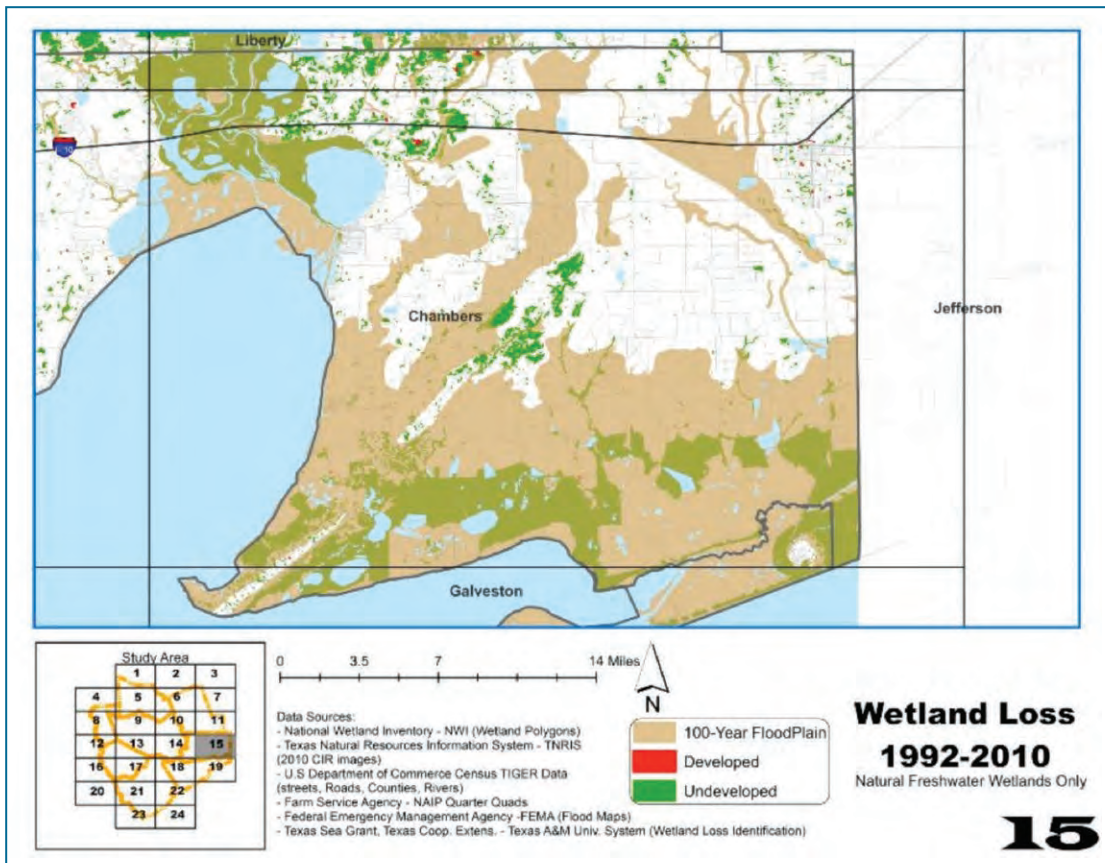 Liberty
10
Chambers
Jefferson
Galveston
Study Area
1 2 3
4 5 6 7
8 9 10 11
12 13 14 15
16 17 18 19
20 21 22
23 24
0 3.5 7 14 Miles
N
Data Sources:
- National Wetland Inventory - NWI (Wetland Polygons)
- Texas Natural Resources Information System - TNRIS
(2010 CIR images)
- U.S Department of Commerce Census TIGER Data
(streets, Roads, Counties, Rivers)
- Farm Service Agency - NAIP Quarter Quads
- Federal Emergency Management Agency -FEMA (Flood Maps)
- Texas Sea Grant, Texas Coop. Extens. - Texas A&M Univ. System (Wetland Loss Identification)
100-Year FloodPlain
Developed
Undeveloped
Wetland Loss
1992-2010
Natural Freshwater Wetlands Only
15